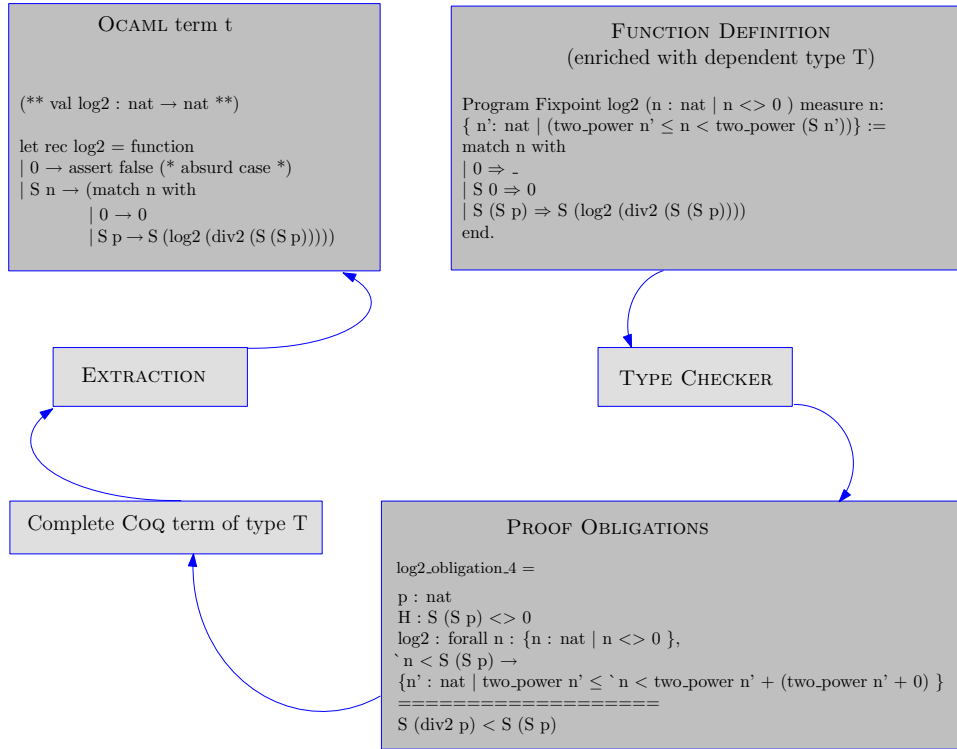 OCAML term t
(** val log2 : nat → nat **)
let rec log2 = function
| 0 → assert false (* absurd case *)
| S n → (match n with
| 0 → 0
| S p → S (log2 (div2 (S (S p)))))
FUNCTION DEFINITION
(enriched with dependent type T)
Program Fixpoint log2 (n : nat | n <> 0 ) measure n:
{ n': nat | (two_power n' ≤ n < two_power (S n'))} :=
match n with
| 0 ⇒ _
| S 0 ⇒ 0
| S (S p) ⇒ S (log2 (div2 (S (S p))))
end.
EXTRACTION
TYPE CHECKER
Complete COQ term of type T
PROOF OBLIGATIONS
log2_obligation_4 =
p : nat
H : S (S p) <> 0
log2 : forall n : {n : nat | n <> 0 },
`n < S (S p) →
{n' : nat | two_power n' ≤ `n < two_power n' + (two_power n' + 0) }
===================
S (div2 p) < S (S p)